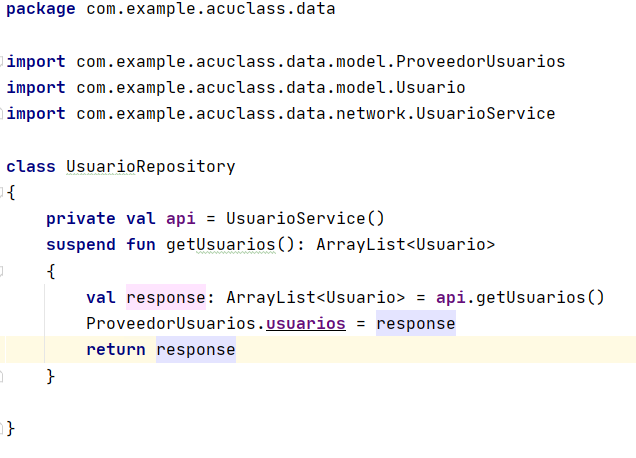 package com.example.acuclass.data
import com.example.acuclass.data.model.ProveedorUsuarios
import com.example.acuclass.data.model.Usuario
import com.example.acuclass.data.network.UsuarioService
class UsuarioRepository
{
private val api = UsuarioService()
suspend fun getUsuarios(): ArrayList<Usuario>
{
val response: ArrayList<Usuario> = api.getUsuarios()
ProveedorUsuarios.usuarios = response
return response
}
}